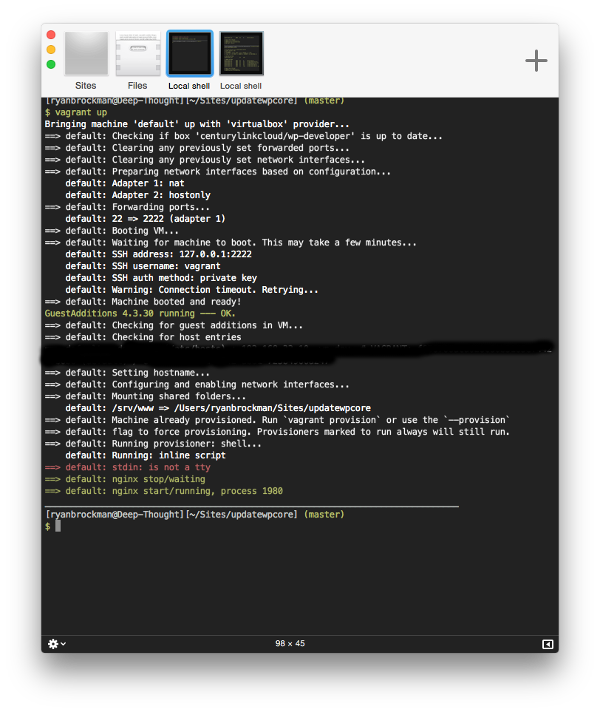 Sites
Files
Local shell
Local shell
[ryanbrockman@Deep-Thought][~/Sites/updatewpcore] (master)
$ vagrant up
Bringing machine 'default' up with 'virtualbox' provider...
==> default: Checking if box 'centurylinkcloud/wp-developer' is up to date...
==> default: Clearing any previously set forwarded ports...
==> default: Clearing any previously set network interfaces...
==> default: Preparing network interfaces based on configuration...
default: Adapter 1: nat
default: Adapter 2: hostonly
==> default: Forwarding ports...
default: 22 => 2222 (adapter 1)
==> default: Booting VM...
==> default: Waiting for machine to boot. This may take a few minutes...
default: SSH address: 127.0.0.1:2222
default: SSH username: vagrant
default: SSH auth method: private key
default: Warning: Connection timeout. Retrying...
==> default: Machine booted and ready!
GuestAdditions 4.3.30 running --- OK.
==> default: Checking for guest additions in VM...
==> default: Checking for host entries
==> default: Setting hostname...
==> default: Configuring and enabling network interfaces...
==> default: Mounting shared folders...
default: /srv/www => /Users/ryanbrockman/Sites/updatewpcore
==> default: Machine already provisioned. Run `vagrant provision` or use the `--provision`
==> default: flag to force provisioning. Provisioners marked to run always will still run.
==> default: Running provisioner: shell...
default: Running: inline script
==> default: stdin: is not a tty
==> default: nginx stop/waiting
==> default: nginx start/running, process 1980
[ryanbrockman@Deep-Thought][~/Sites/updatewpcore] (master)
$
98 × 45